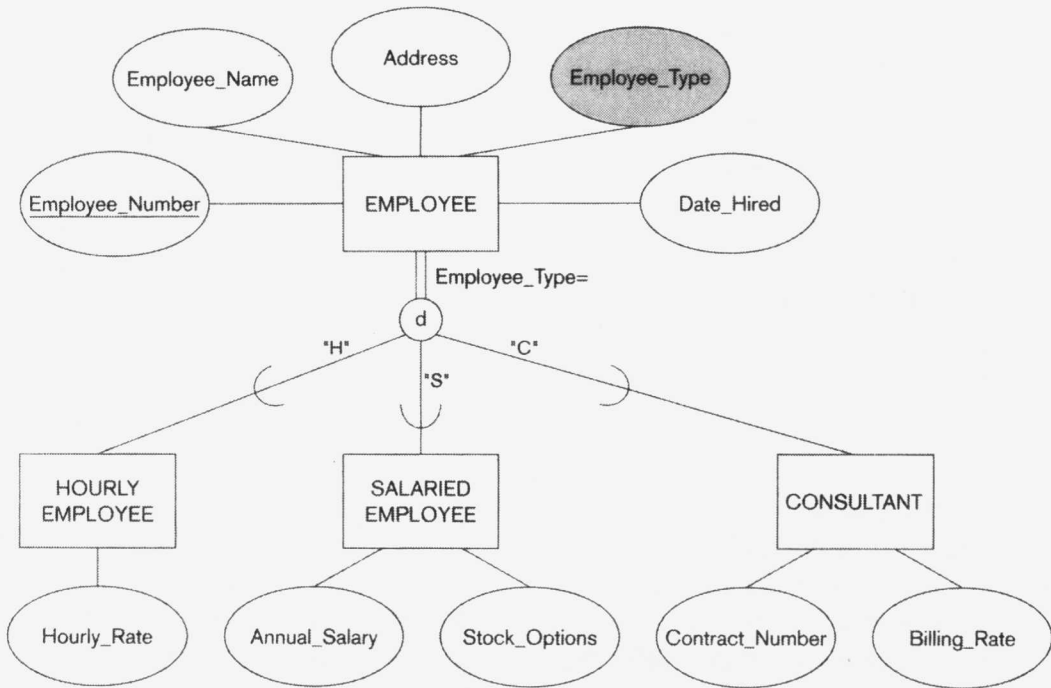 Address
Employee_Name
Employee_Type
Employee_Number
EMPLOYEE
Date_Hired
Employee_Type=
d
"H"
"S"
"C"
HOURLY
EMPLOYEE
SALARIED
EMPLOYEE
CONSULTANT
Hourly_Rate
Annual_Salary
Stock_Options
Contract_Number
Billing_Rate